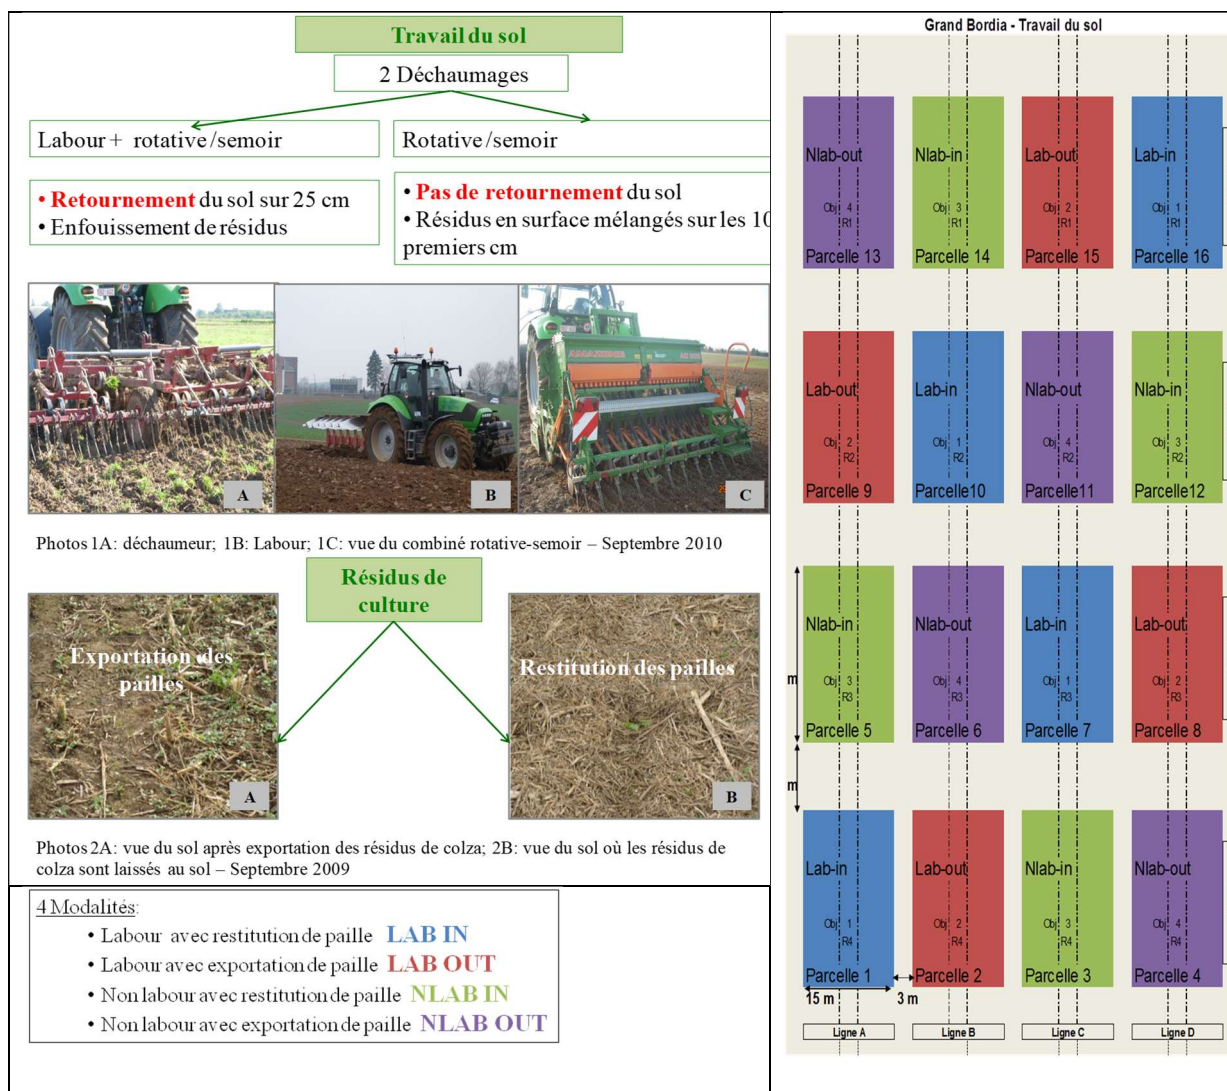 Travail du sol
2 Déchaumages
Labour + rotative/semoir
Rotative/semoir
• Retournement du sol sur 25 cm
• Enfouissement de résidus
• Pas de retournement du sol
• Résidus en surface mélangés sur les 10
premiers cm
A
B
C
AMAZONE
Photos 1A: déchaumeur; 1B: Labour; 1C: vue du combiné rotative-semoir – Septembre 2010
Résidus de
culture
Exportation des
pailles
A
Restitution des pailles
B
Photos 2A: vue du sol après exportation des résidus de colza; 2B: vue du sol où les résidus de
colza sont laissés au sol – Septembre 2009
4 Modalités:
• Labour avec restitution de paille LAB IN
• Labour avec exportation de paille LAB OUT
• Non labour avec restitution de paille NLAB IN
• Non labour avec exportation de paille NLAB OUT
Grand Bordia - Travail du sol
Nlab-out
Obj 4
R1
Parcelle 13
Nlab-in
Obj 3
R1
Parcelle 14
Lab-out
Obj 2
R1
Parcelle 15
Lab-in
Obj 1
R1
Parcelle 16
Lab-out
Obj 2
R2
Parcelle 9
Lab-in
Obj 1
R2
Parcelle10
Nlab-out
Obj 4
R2
Parcelle11
Nlab-in
Obj 3
R2
Parcelle12
Nlab-in
Obj 3
R3
Parcelle 5
Nlab-out
Obj 4
R3
Parcelle 6
Lab-in
Obj 1
R3
Parcelle 7
Lab-out
Obj 2
R3
Parcelle 8
m
m
Lab-in
Obj 1
R4
Parcelle 1
Lab-out
Obj 2
R4
Parcelle 2
Nlab-in
Obj 3
R4
Parcelle 3
Nlab-out
Obj 4
R4
Parcelle 4
15 m
3 m
Ligne A
Ligne B
Ligne C
Ligne D